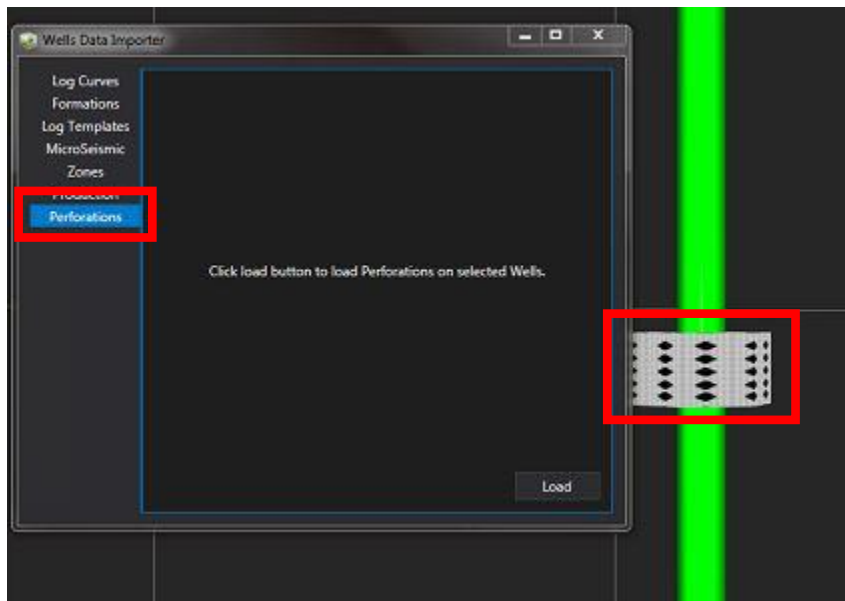 Wells Data Importer
Log Curves
Formations
Log Templates
MicroSeismic
Zones
Production
Perforations
Click load button to load Perforations on selected Wells.
Load